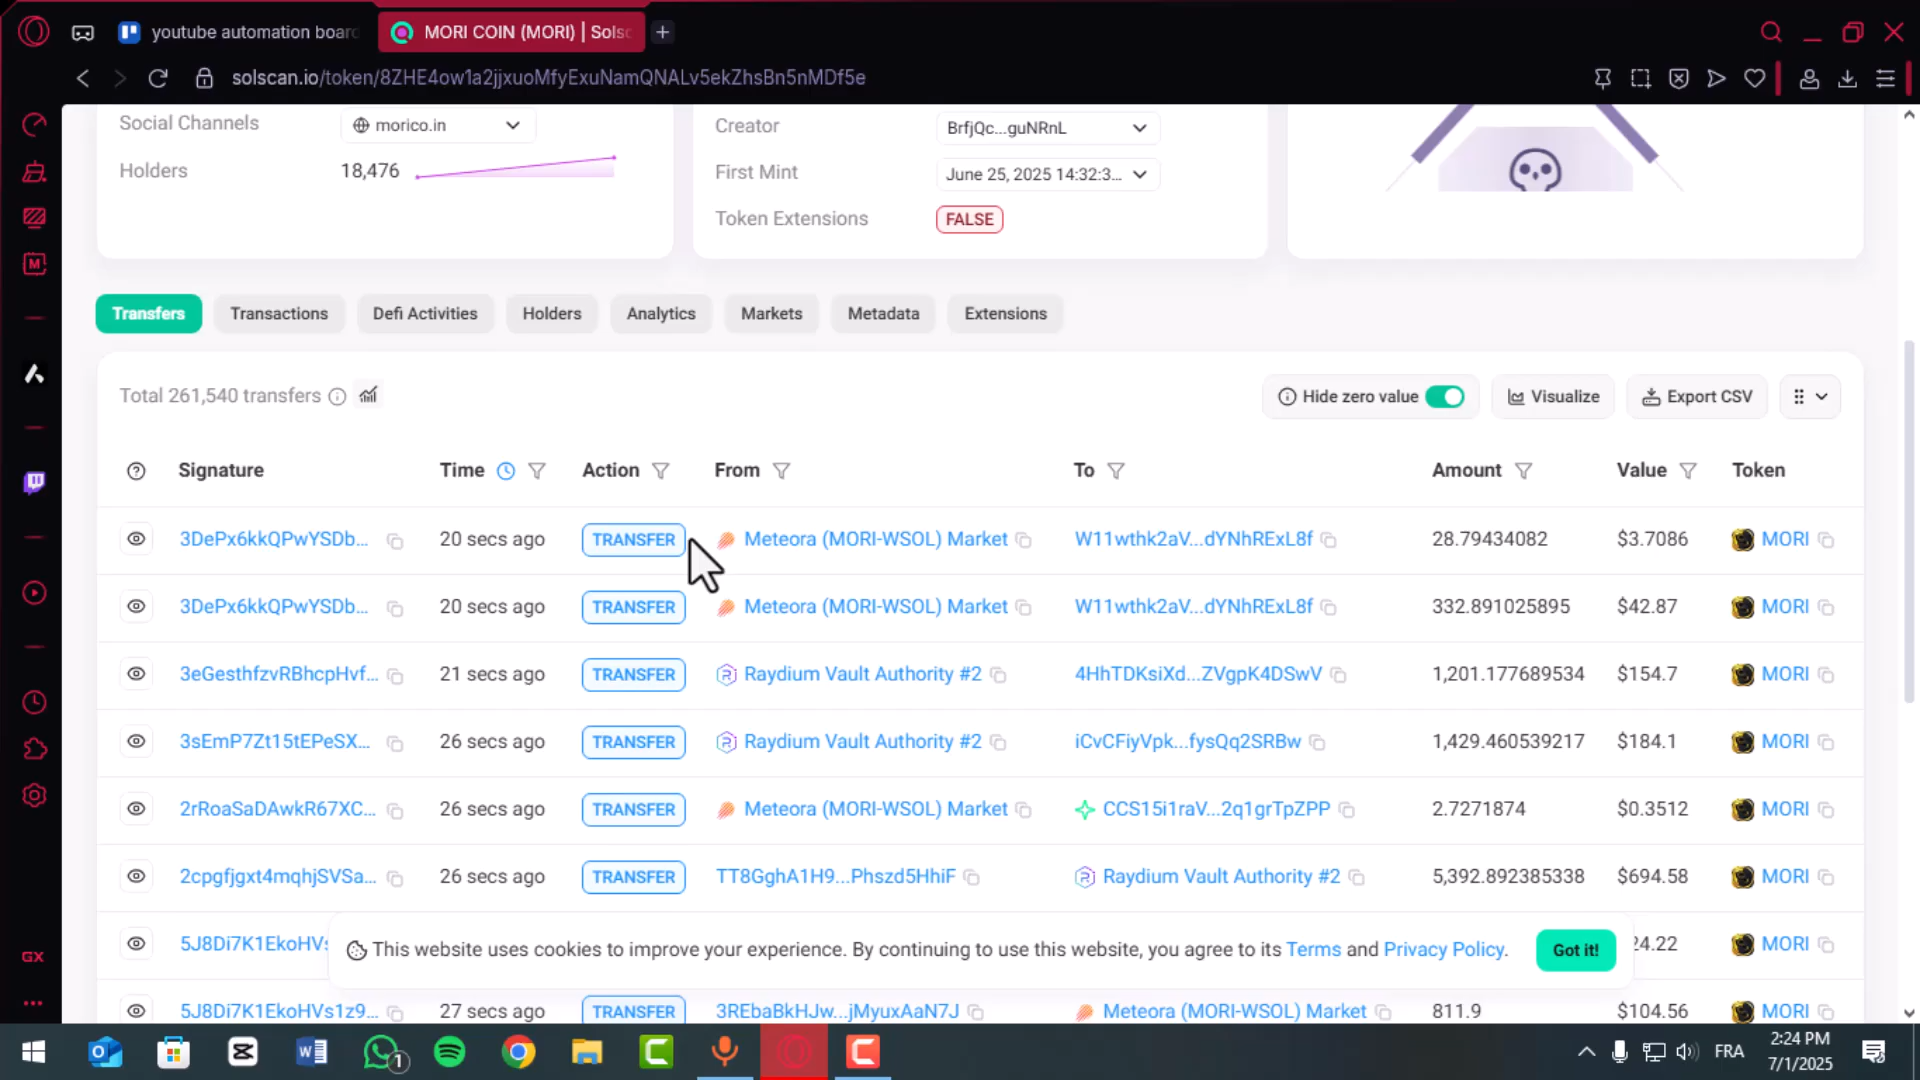 youtube automation board
MORI COIN (MORI) | Sols
solscan.io/token/8ZHE4ow1a2jjxuoMfyExuNamQNALv5ekZhsBn5nMDf5e
Social Channels
morico.in
Creator
BrfjQc...guNRnL
Holders
18,476
First Mint
June 25, 2025 14:32:3...
Token Extensions
FALSE
Transfers
Transactions
Defi Activities
Holders
Analytics
Markets
Metadata
Extensions
Total 261,540 transfers
Hide zero value
Visualize
Export CSV
Signature Time Action From To Amount Value Token
3DePx6kkQPwYSDb... 20 secs ago TRANSFER Meteora (MORI-WSOL) Market W11wthk2aV...dYNhRExL8f 28.79434082 $3.7086 MORI
3DePx6kkQPwYSDb... 20 secs ago TRANSFER Meteora (MORI-WSOL) Market W11wthk2aV...dYNhRExL8f 332.891025895 $42.87 MORI
3eGesthfzvRBhcpHvf... 21 secs ago TRANSFER Raydium Vault Authority #2 4HhTDKsiXd...ZVgpK4DSwV 1,201.177689534 $154.7 MORI
3sEmP7Zt15tEPeSX... 26 secs ago TRANSFER Raydium Vault Authority #2 iCvCFiyVpk...fysQq2SRBw 1,429.460539217 $184.1 MORI
2rRoaSaDAwkR67XC... 26 secs ago TRANSFER Meteora (MORI-WSOL) Market CCS15i1raV...2q1grTpZPP 2.7271874 $0.3512 MORI
2cpgfjgxt4mqhjSVSa... 26 secs ago TRANSFER TT8GghA1H9...Phszd5HhiF Raydium Vault Authority #2 5,392.892385338 $694.58 MORI
5J8Di7K1EkoHVs 24.22 MORI
This website uses cookies to improve your experience. By continuing to use this website, you agree to its Terms and Privacy Policy.
Got it!
5J8Di7K1EkoHVs1z9... 27 secs ago TRANSFER 3REbaBkHJw...jMyuxAaN7J Meteora (MORI-WSOL) Market 811.9 $104.56 MORI
GX
1
FRA
2:24 PM
7/1/2025